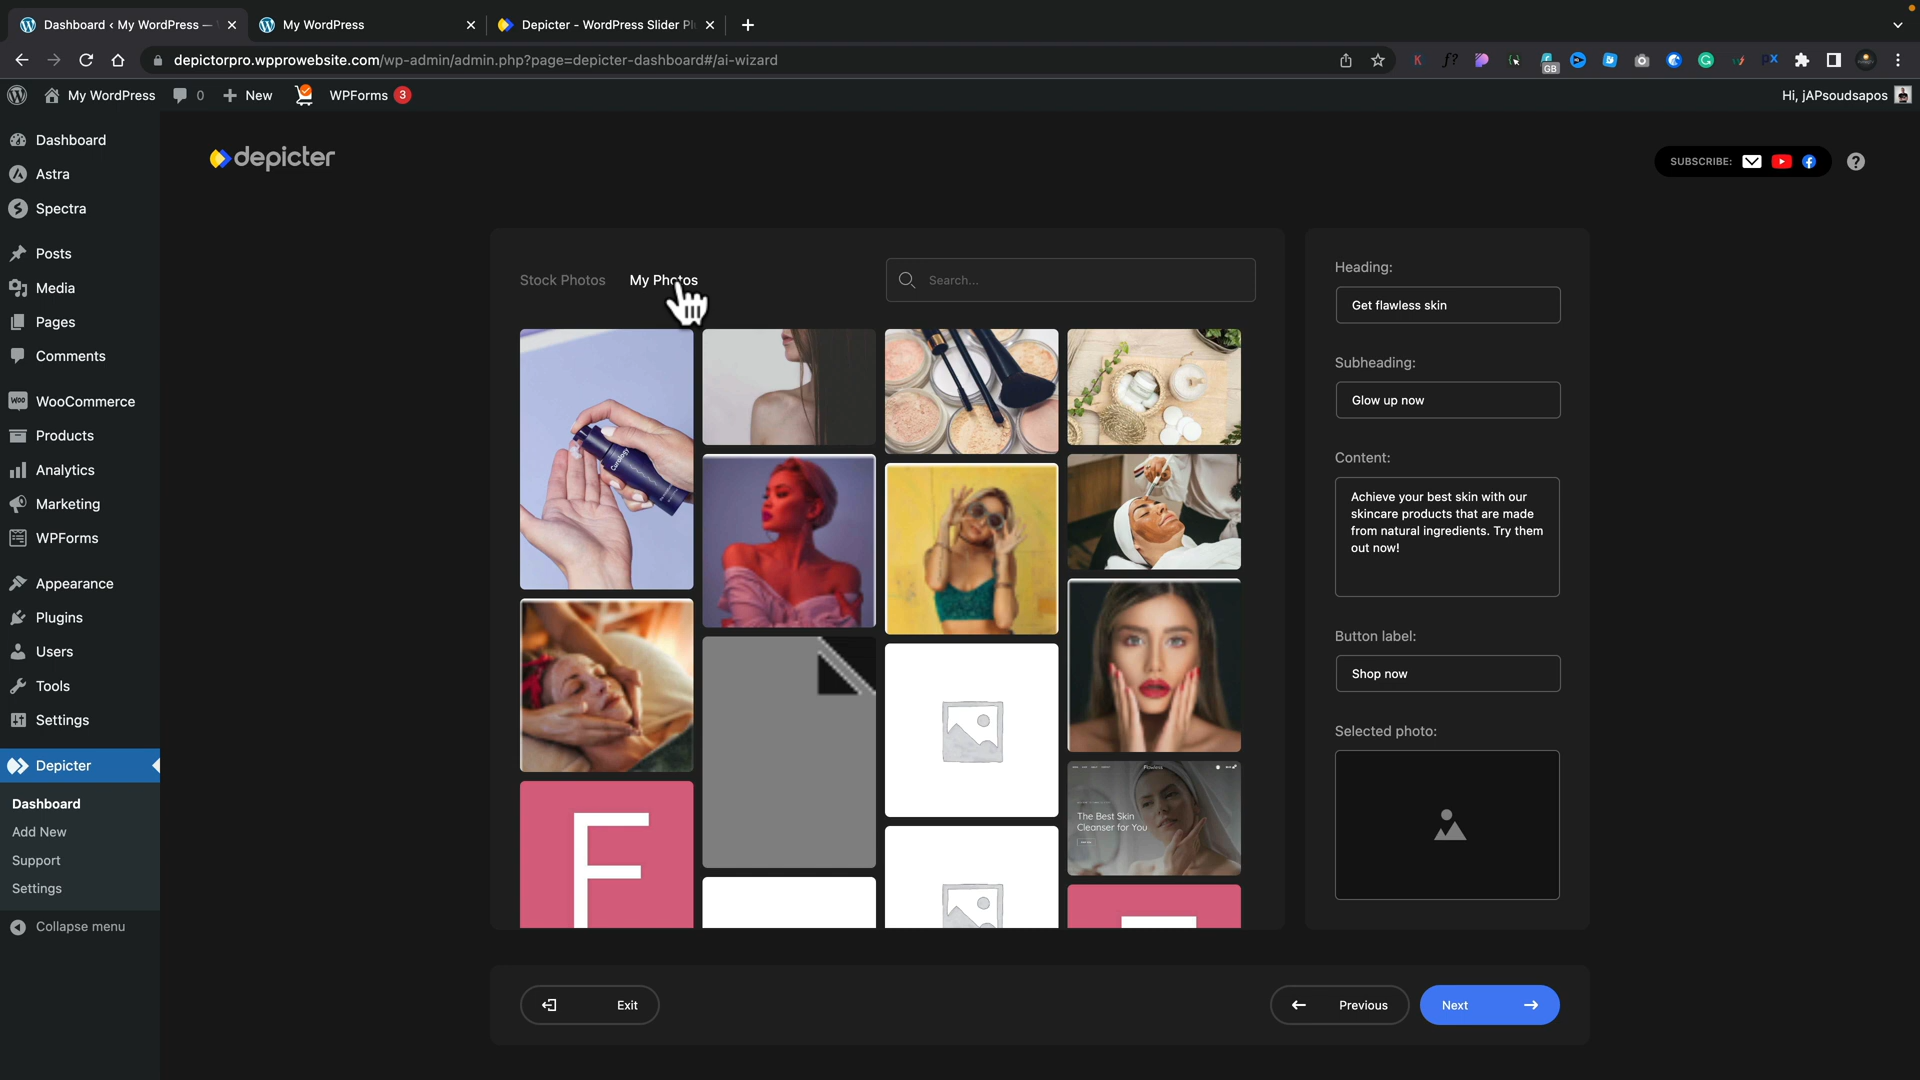 Dashboard ‹ My WordPress —
My WordPress
Depicter - WordPress Slider Pl
depictorpro.wpprowebsite.com/wp-admin/admin.php?page=depicter-dashboard#/ai-wizard
GB
My WordPress
0
New
WPForms 3
Hi, jAPsoudsapos
Dashboard
Astra
Spectra
Posts
Media
Pages
Comments
WooCommerce
Products
Analytics
Marketing
WPForms
Appearance
Plugins
Users
Tools
Settings
Depicter
Dashboard
Add New
Support
Settings
Collapse menu
depicter
SUBSCRIBE:
?
Stock Photos
My Photos
Search...
Curology
Flawless
The Best Skin
Cleanser for You
F
Heading:
Get flawless skin
Subheading:
Glow up now
Content:
Achieve your best skin with our
skincare products that are made
from natural ingredients. Try them
out now!
Button label:
Shop now
Selected photo:
Exit
Previous
Next